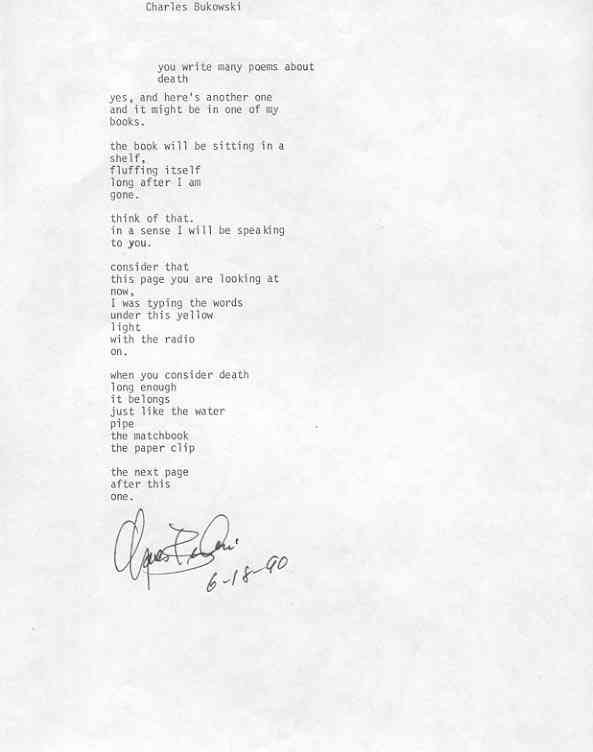 Charles Bukowski
you write many poems about
death
yes, and here's another one
and it might be in one of my
books.
the book will be sitting in a
shelf,
fluffing itself
long after I am
gone.
think of that.
in a sense I will be speaking
to you.
consider that
this page you are looking at
now,
I was typing the words
under this yellow
light
with the radio
on.
when you consider death
long enough
it belongs
just like the water
pipe
the matchbook
the paper clip
the next page
after this
one.
Charles Bukowski
6-18-90